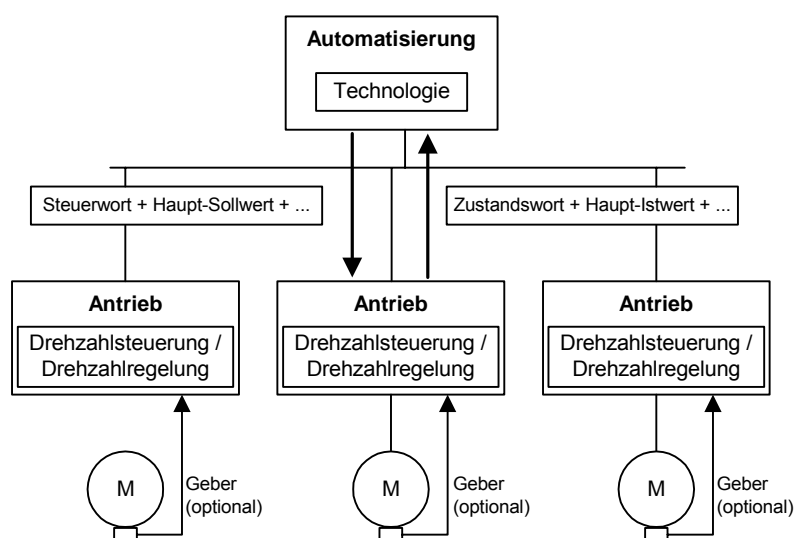 Automatisierung
Technologie
Steuerwort + Haupt-Sollwert + ...
Zustandswort + Haupt-Istwert + ...
Antrieb
Drehzahlsteuerung /
Drehzahlregelung
Antrieb
Drehzahlsteuerung /
Drehzahlregelung
Antrieb
Drehzahlsteuerung /
Drehzahlregelung
M
Geber
(optional)
M
Geber
(optional)
M
Geber
(optional)